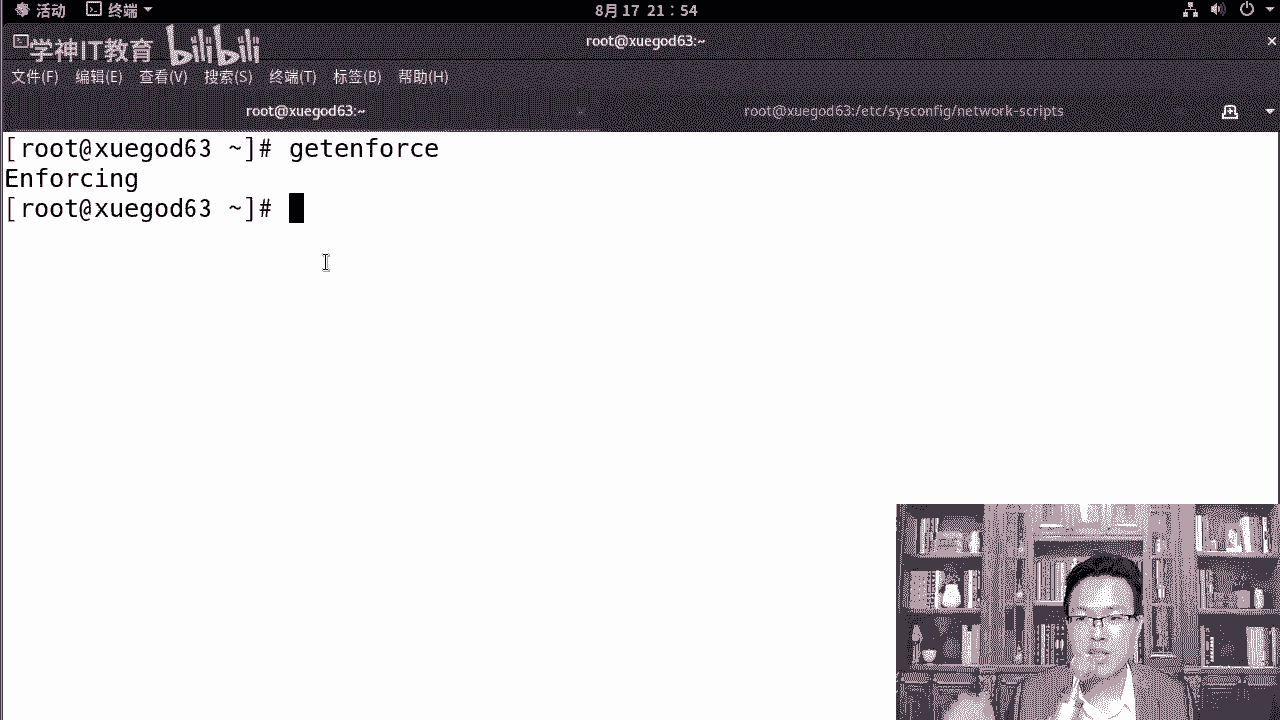 活动 终端 8月 17 21：54
root@xuegod63:~
学神IT教育 bilibili
文件(F) 编辑(E) 查看(V) 搜索(S) 终端(T) 标签(B) 帮助(H)
root@xuegod63:~ root@xuegod63:/etc/sysconfig/network-scripts
[root@xuegod63 ~]# getenforce
Enforcing
[root@xuegod63 ~]#